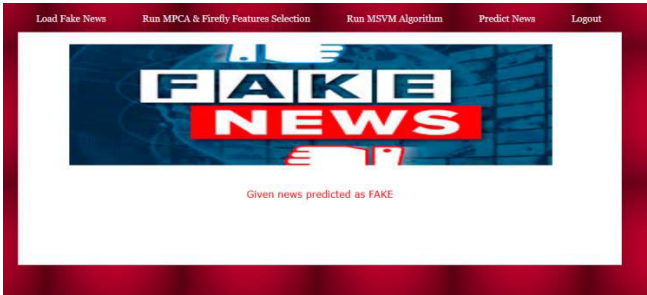 Load Fake News Run MPCA & Firefly Features Selection Run MSVM Algorithm Predict News Logout
FAKE
NEWS
Given news predicted as FAKE